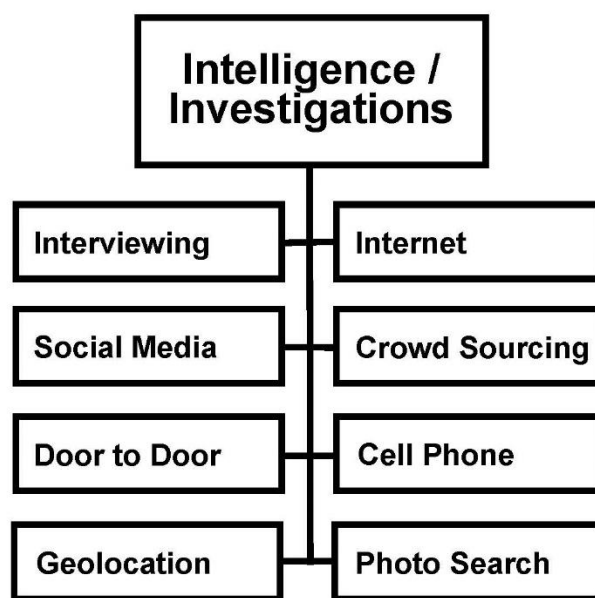 Intelligence /
Investigations
Interviewing
Internet
Social Media
Crowd Sourcing
Door to Door
Cell Phone
Geolocation
Photo Search